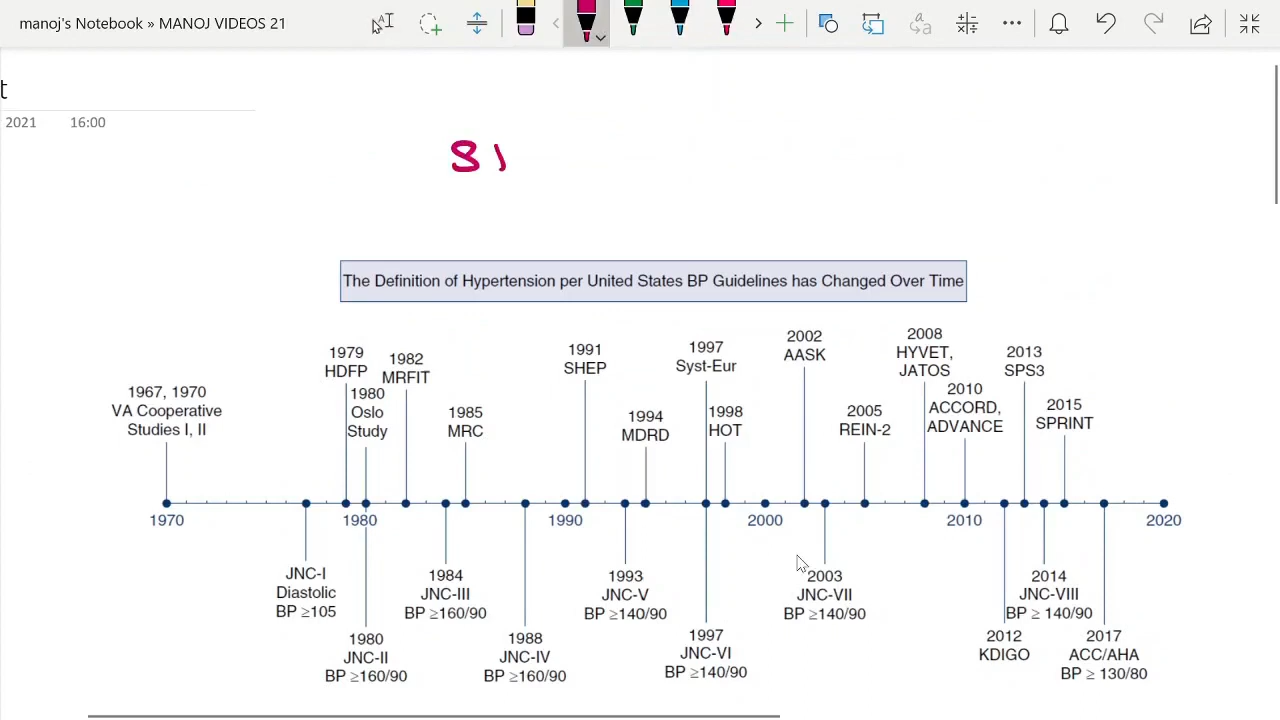 manoj's Notebook » MANOJ VIDEOS 21
t
2021 16:00
8
The Definition of Hypertension per United States BP Guidelines has Changed Over Time
1967, 1970
VA Cooperative
Studies I, II
1979
HDFP
1980
Oslo
Study
1982
MRFIT
1985
MRC
1991
SHEP
1994
MDRD
1997
Syst-Eur
1998
HOT
2002
AASK
2005
REIN-2
2008
HYVET,
JATOS
2010
ACCORD,
ADVANCE
2013
SPS3
2015
SPRINT
1970 1980 1990 2000 2010 2020
JNC-I
Diastolic
BP ≥105
1980
JNC-II
BP ≥160/90
1984
JNC-III
BP ≥160/90
1988
JNC-IV
BP ≥160/90
1993
JNC-V
BP ≥140/90
1997
JNC-VI
BP ≥140/90
2003
JNC-VII
BP ≥140/90
2012
KDIGO
2014
JNC-VIII
BP ≥ 140/90
2017
ACC/AHA
BP ≥ 130/80